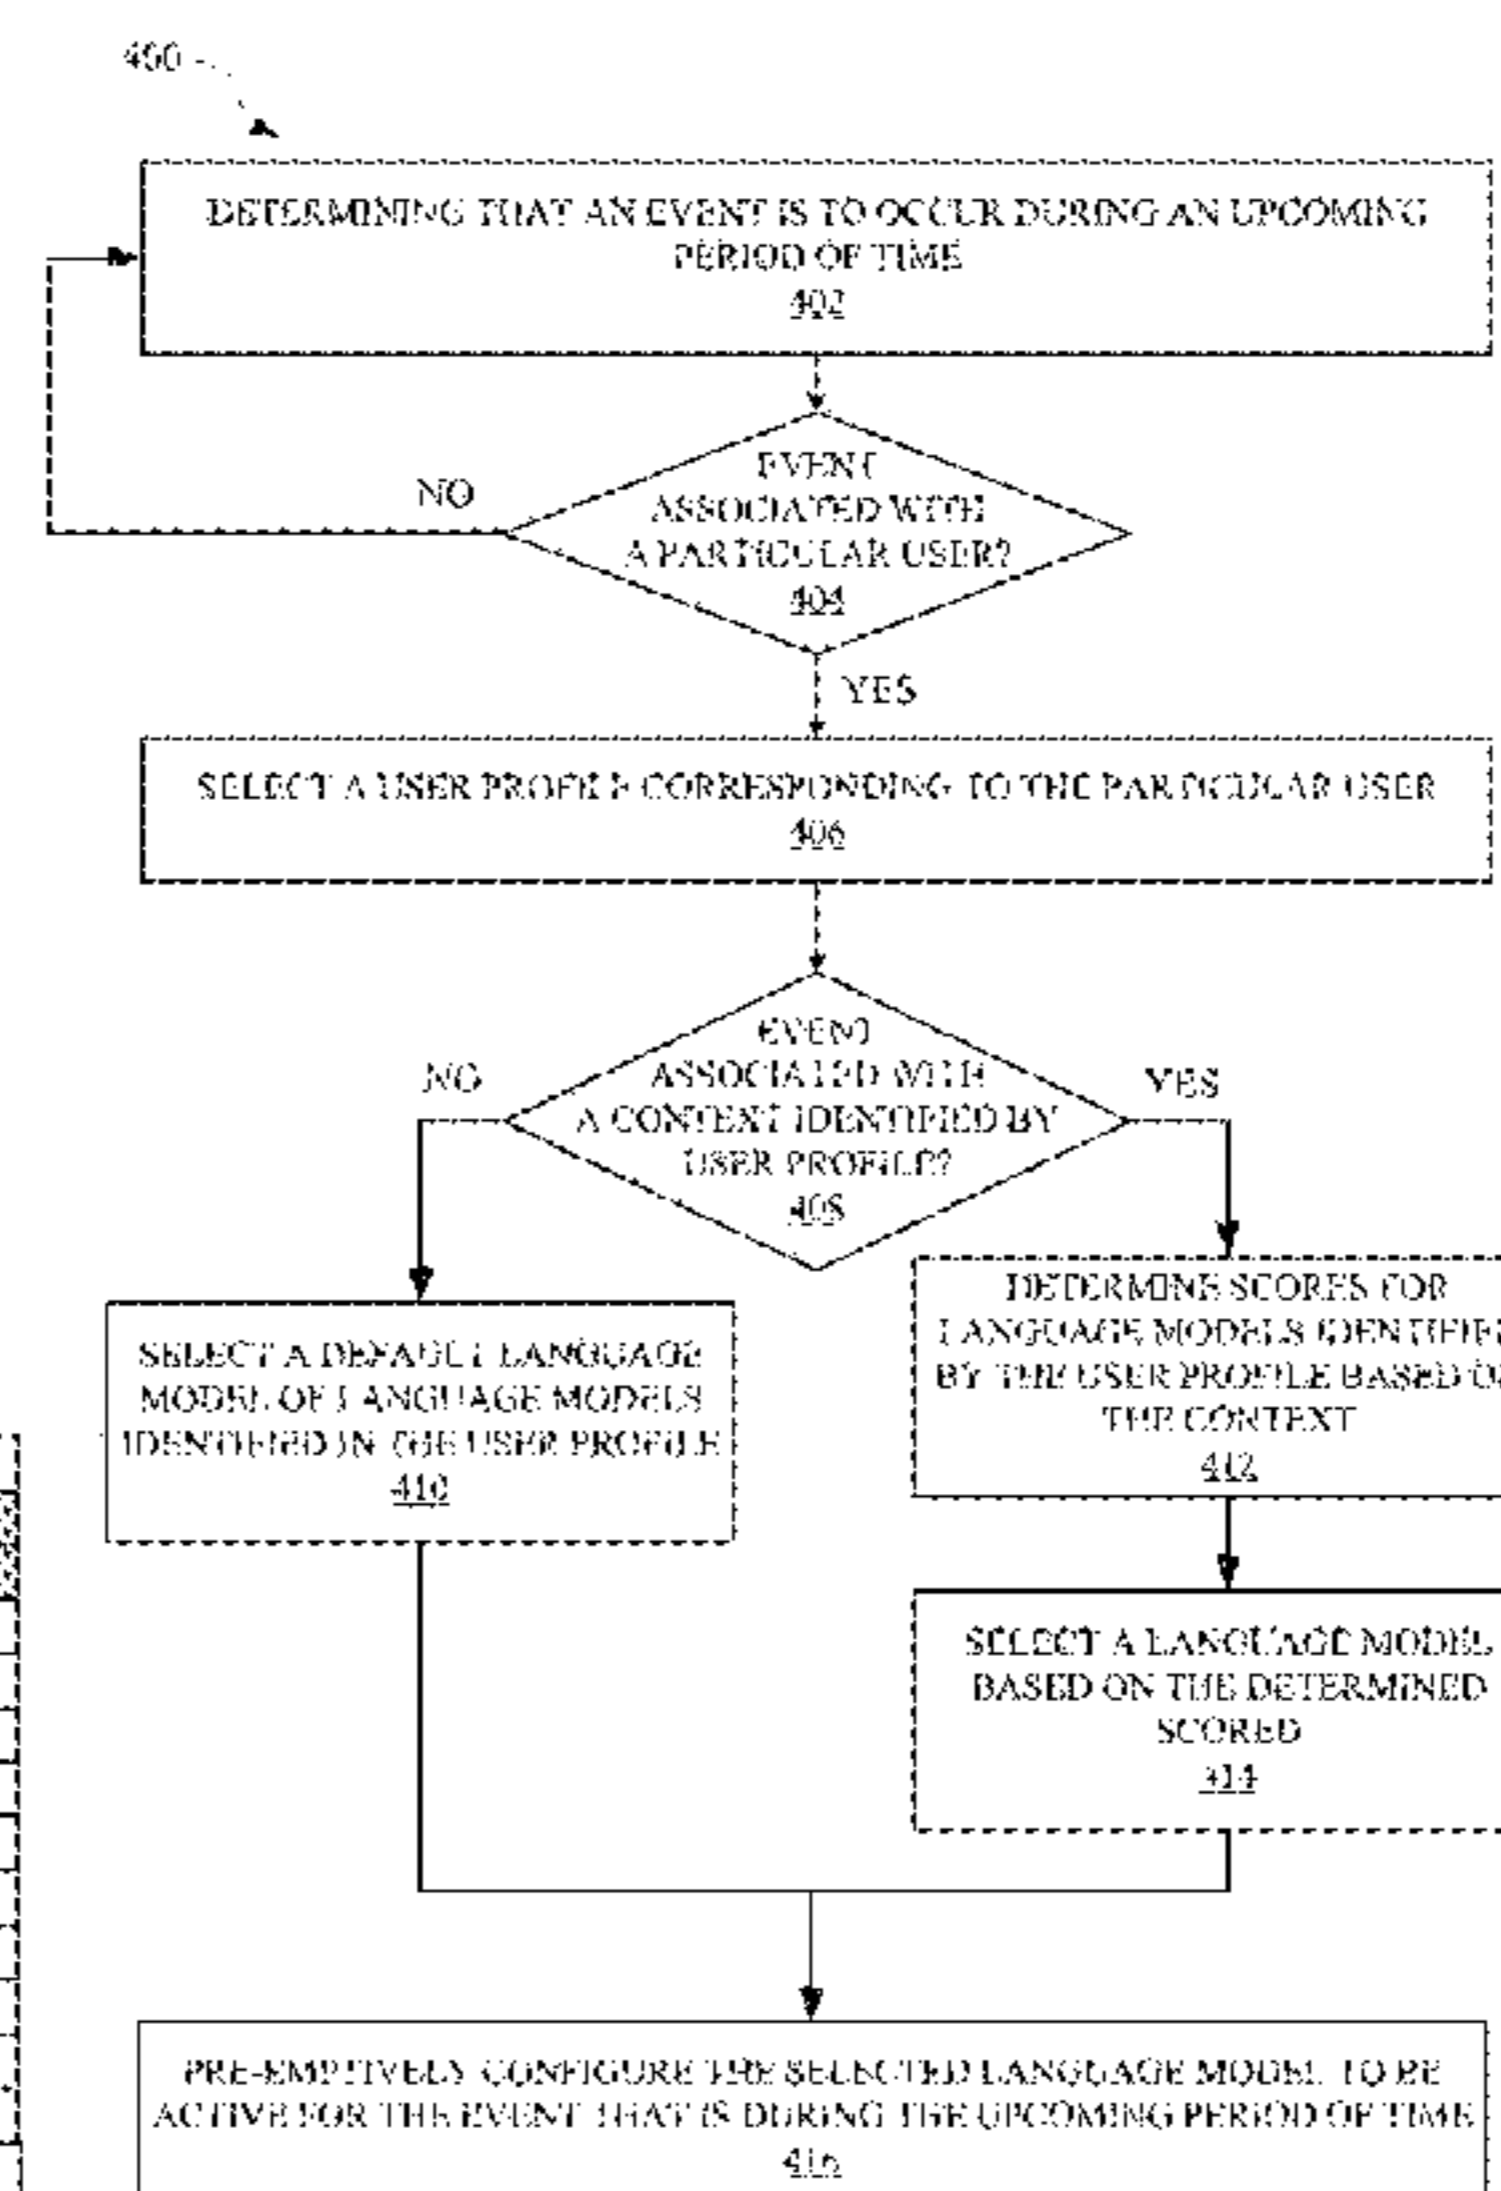 400
DETERMINING THAT AN EVENT IS TO OCCUR DURING AN UPCOMING
PERIOD OF TIME
402
EVENT
ASSOCIATED WITH
A PARTICULAR USER?
404
NO
YES
SELECT A USER PROFILE CORRESPONDING TO THE PARTICULAR USER
406
EVENT
ASSOCIATED WITH
A CONTEXT IDENTIFIED BY
USER PROFILE?
408
NO
YES
SELECT A DEFAULT LANGUAGE
MODEL OF LANGUAGE MODELS
IDENTIFIED IN THE USER PROFILE
410
DETERMINE SCORES FOR
LANGUAGE MODELS IDENTIFIE
BY THE USER PROFILE BASED O
THE CONTEXT
412
SELECT A LANGUAGE MODEL
BASED ON THE DETERMINED
SCORED
414
PRE-EMPTIVELY CONFIGURE THE SELECTED LANGUAGE MODEL TO BE
ACTIVE FOR THE EVENT THAT IS DURING THE UPCOMING PERIOD OF TIME
416